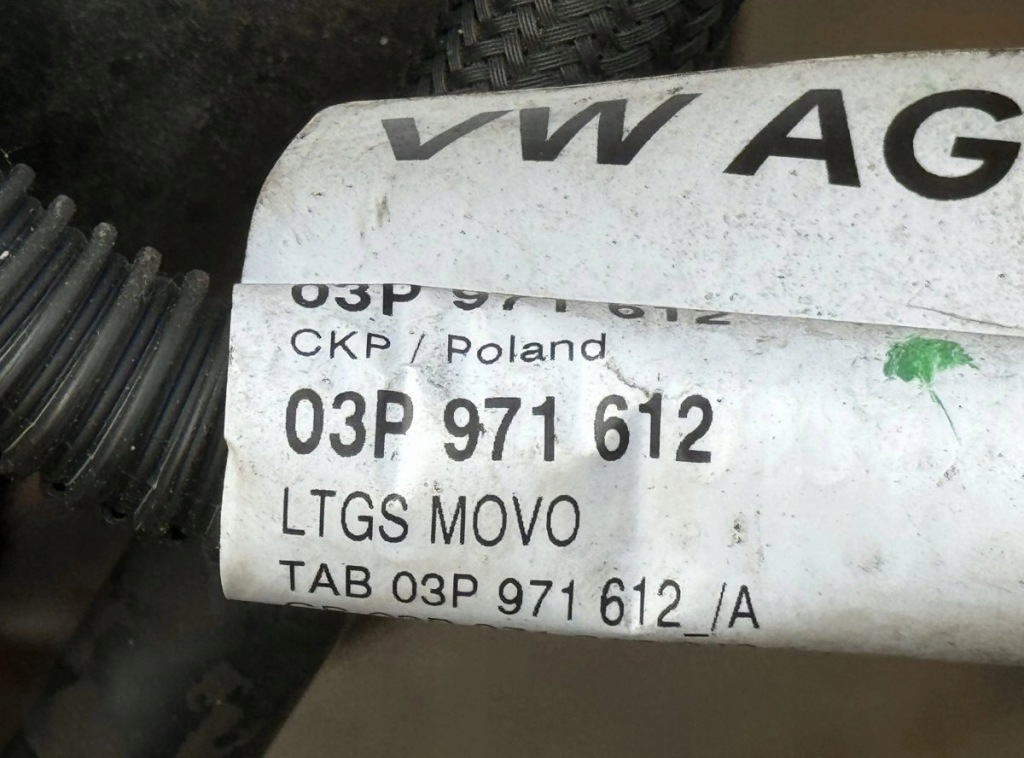 VW AG
03P 971 612
CKP / Poland
03P 971 612
LTGS MOVO
TAB 03P 971 612_/A